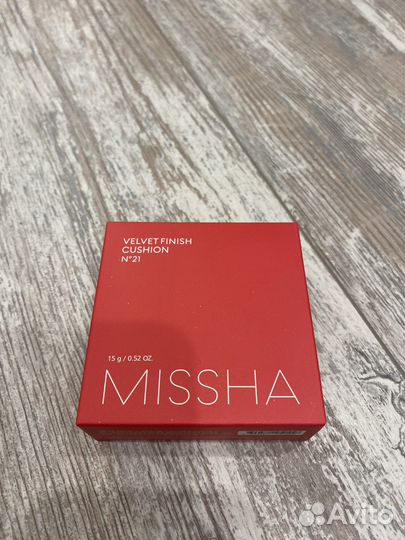 VELVET FINISH
CUSHION
N°21
15 g / 0.52 OZ.
MISSHA
Avito